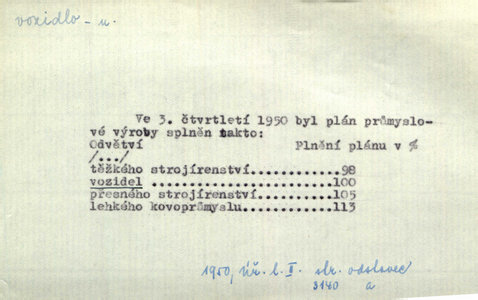 vozidlo - n.
Ve 3. čtvrtletí 1950 byl plán průmyslo-
vé výroby splněn takto:
Odvětví Plnění plánu v %
/.../
těžkého strojírenství.............98
vozidel ..........................100
přesného strojírenství............105
lehkého kovoprůmyslu..............113
1950, Úř. l. II. str. odstavec
3140 a